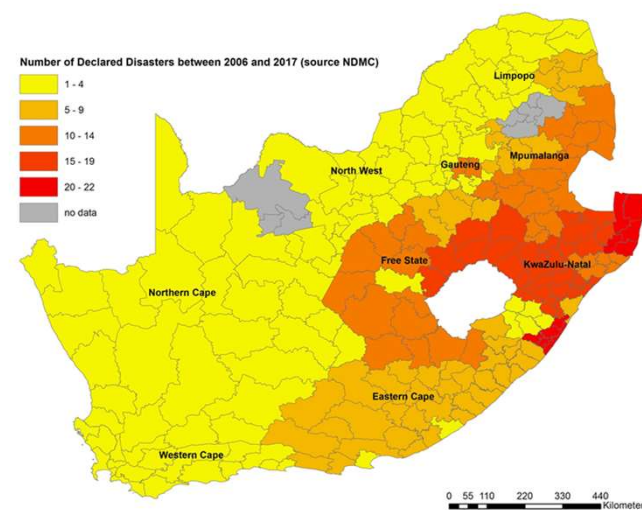 Number of Declared Disasters between 2006 and 2017 (source NDMC)
1 - 4
5 - 9
10 - 14
15 - 19
20 - 22
no data
Limpopo
Mpumalanga
Gauteng
North West
Free State
KwaZulu-Natal
Northern Cape
Eastern Cape
Western Cape
0 55 110 220 330 440
Kilometer